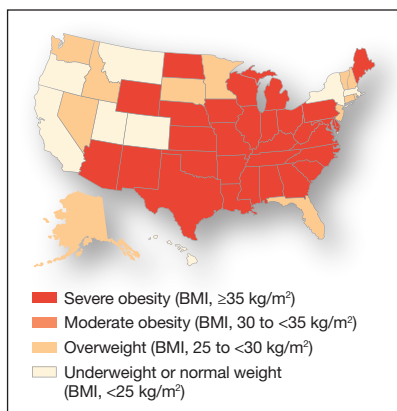 Severe obesity (BMI, ≥35 kg/m²)
Moderate obesity (BMI, 30 to <35 kg/m²)
Overweight (BMI, 25 to <30 kg/m²)
Underweight or normal weight
(BMI, <25 kg/m²)